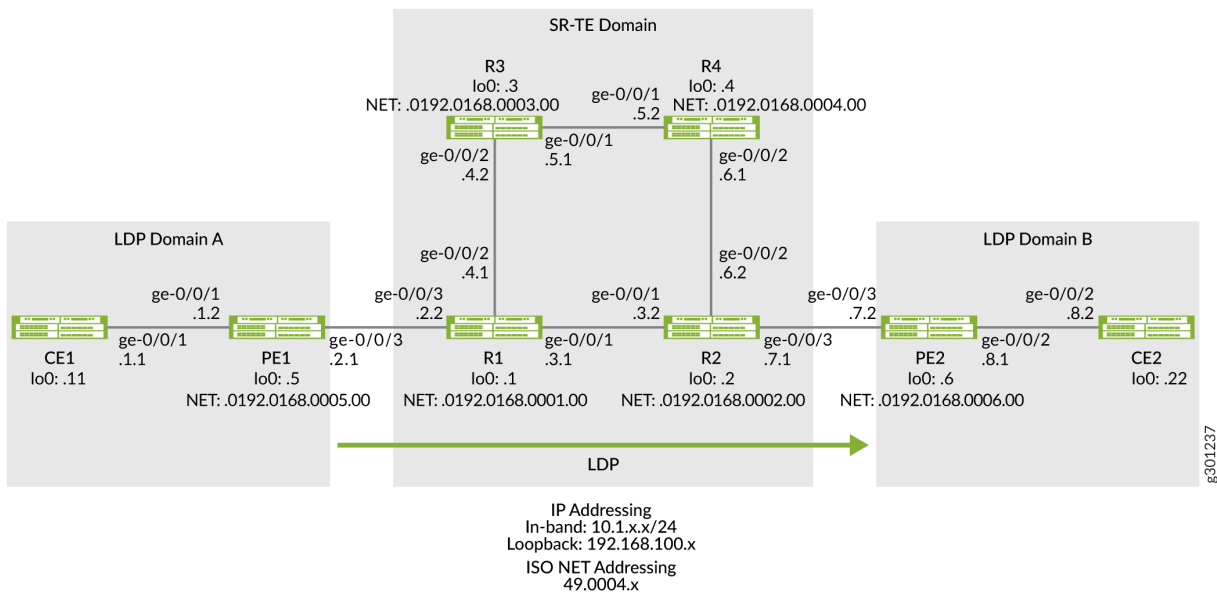 SR-TE Domain
R3
lo0: .3
NET: .0192.0168.0003.00
R4
lo0: .4
NET: .0192.0168.0004.00
ge-0/0/1
.5.2
ge-0/0/1
.5.1
ge-0/0/2
.4.2
ge-0/0/2
.6.1
LDP Domain A
LDP Domain B
ge-0/0/2
.4.1
ge-0/0/2
.6.2
ge-0/0/1
.1.2
ge-0/0/3
.2.2
ge-0/0/1
.3.2
ge-0/0/3
.7.2
ge-0/0/2
.8.2
ge-0/0/1
.1.1
ge-0/0/3
.2.1
ge-0/0/1
.3.1
ge-0/0/3
.7.1
ge-0/0/2
.8.1
CE1
lo0: .11
PE1
lo0: .5
NET: .0192.0168.0005.00
R1
lo0: .1
NET: .0192.0168.0001.00
R2
lo0: .2
NET: .0192.0168.0002.00
PE2
lo0: .6
NET: .0192.0168.0006.00
CE2
lo0: .22
LDP
g301237
IP Addressing
In-band: 10.1.x.x/24
Loopback: 192.168.100.x
ISO NET Addressing
49.0004.x